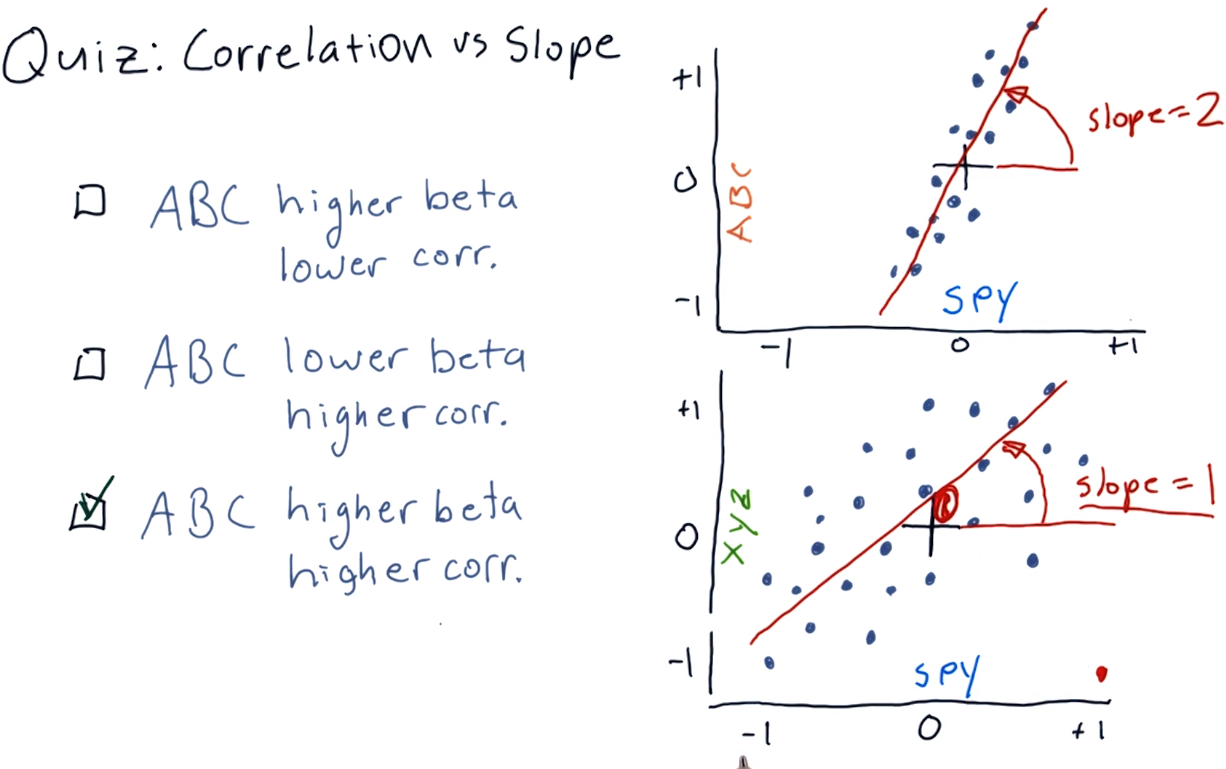 Quiz: Correlation vs Slope
ABC higher beta
lower corr.
ABC lower beta
higher corr.
ABC higher beta
higher corr.
+1
0
-1
ABC
slope=2
SPY
-1
0
+1
+1
0
-1
XYZ
slope = 1
SPY
-1
0
+1